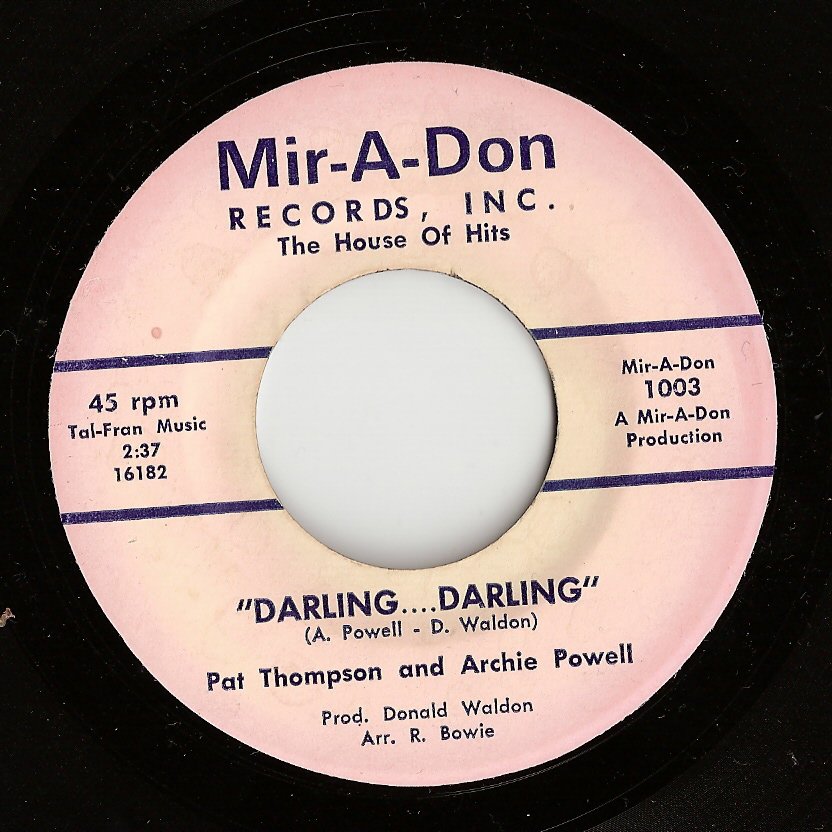 Mir-A-Don
RECORDS, INC.
The House Of Hits
45 rpm
Tal-Fran Music
2:37
16182
Mir-A-Don
1003
A Mir-A-Don
Production
"DARLING....DARLING"
(A. Powell - D. Waldon)
Pat Thompson and Archie Powell
Prod. Donald Waldon
Arr. R. Bowie